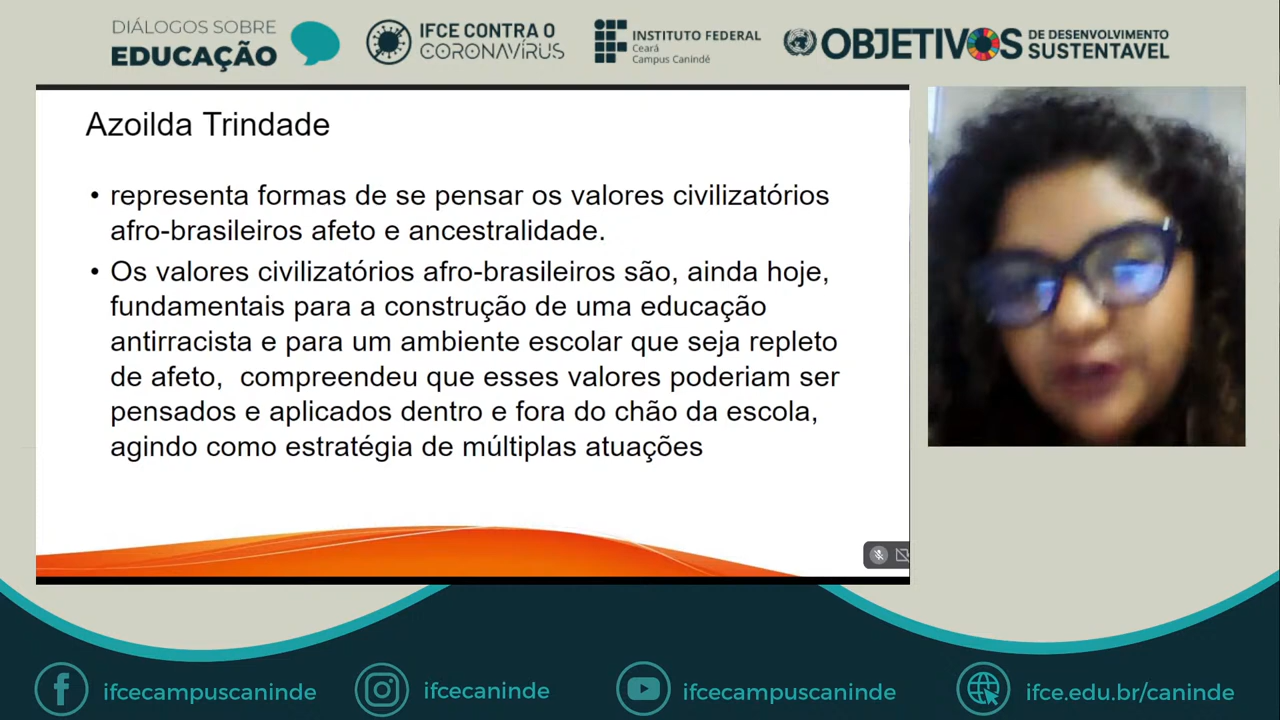 DIÁLOGOS SOBRE
EDUCAÇÃO
IFCE CONTRA O
CORONAVÍRUS
INSTITUTO FEDERAL
Ceará
Campus Canindé
OBJETIVOS
DE DESENVOLVIMENTO
SUSTENTAVEL
Azoilda Trindade
• representa formas de se pensar os valores civilizatórios
afro-brasileiros afeto e ancestralidade.
• Os valores civilizatórios afro-brasileiros são, ainda hoje,
fundamentais para a construção de uma educação
antirracista e para um ambiente escolar que seja repleto
de afeto,  compreendeu que esses valores poderiam ser
pensados e aplicados dentro e fora do chão da escola,
agindo como estratégia de múltiplas atuações
ifcecampuscaninde
ifcecaninde
ifcecampuscaninde
ifce.edu.br/caninde